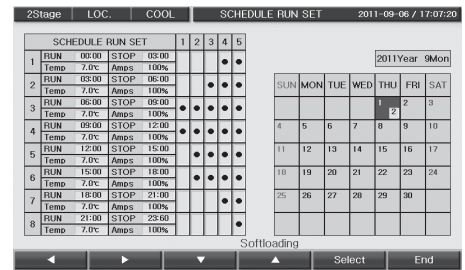 2Stage LOC. COOL SCHEDULE RUN SET 2011-09-06 / 17:07:20
SCHEDULE RUN SET 1 2 3 4 5
1 RUN 00:00 STOP 03:00
Temp 7.0℃ Amps 100%
2 RUN 03:00 STOP 06:00
Temp 7.0℃ Amps 100%
3 RUN 06:00 STOP 09:00
Temp 7.0℃ Amps 100%
4 RUN 09:00 STOP 12:00
Temp 7.0℃ Amps 100%
5 RUN 12:00 STOP 15:00
Temp 7.0℃ Amps 100%
6 RUN 15:00 STOP 18:00
Temp 7.0℃ Amps 100%
7 RUN 18:00 STOP 21:00
Temp 7.0℃ Amps 100%
8 RUN 21:00 STOP 23:60
Temp 7.0℃ Amps 100%
2011Year 9Mon
SUN MON TUE WED THU FRI SAT
1 2 2 3
4 5 6 7 8 9 10
11 12 13 14 15 16 17
18 19 20 21 22 23 24
25 26 27 28 29 30
Softloading
Select End